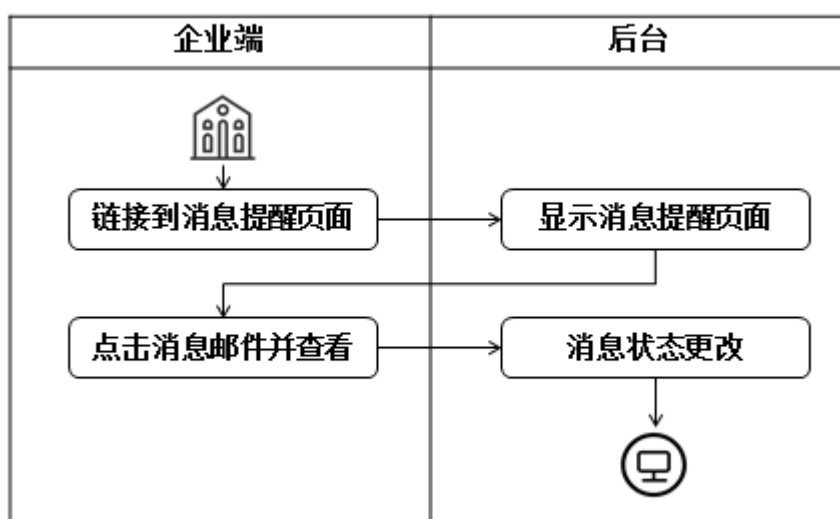 企业端
后台
链接到消息提醒页面
显示消息提醒页面
点击消息邮件并查看
消息状态更改